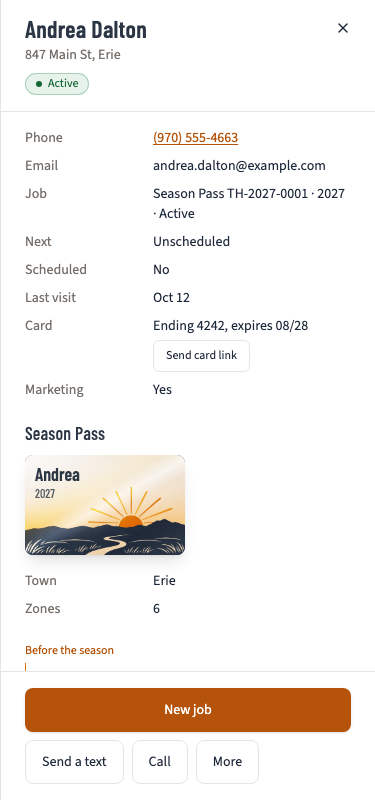 Andrea Dalton
847 Main St, Erie
Active
Phone (970) 555-4663
Email andrea.dalton@example.com
Job Season Pass TH-2027-0001 · 2027
· Active
Next Unscheduled
Scheduled No
Last visit Oct 12
Card Ending 4242, expires 08/28
Send card link
Marketing Yes
Season Pass
Andrea
2027
Town Erie
Zones 6
Before the season
New job
Send a text Call More